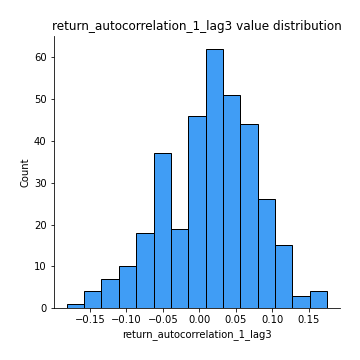 return_autocorrelation_1_lag3 value distribution
60
50
40
30
20
10
0
Count
−0.15 −0.10 −0.05 0.00 0.05 0.10 0.15
return_autocorrelation_1_lag3